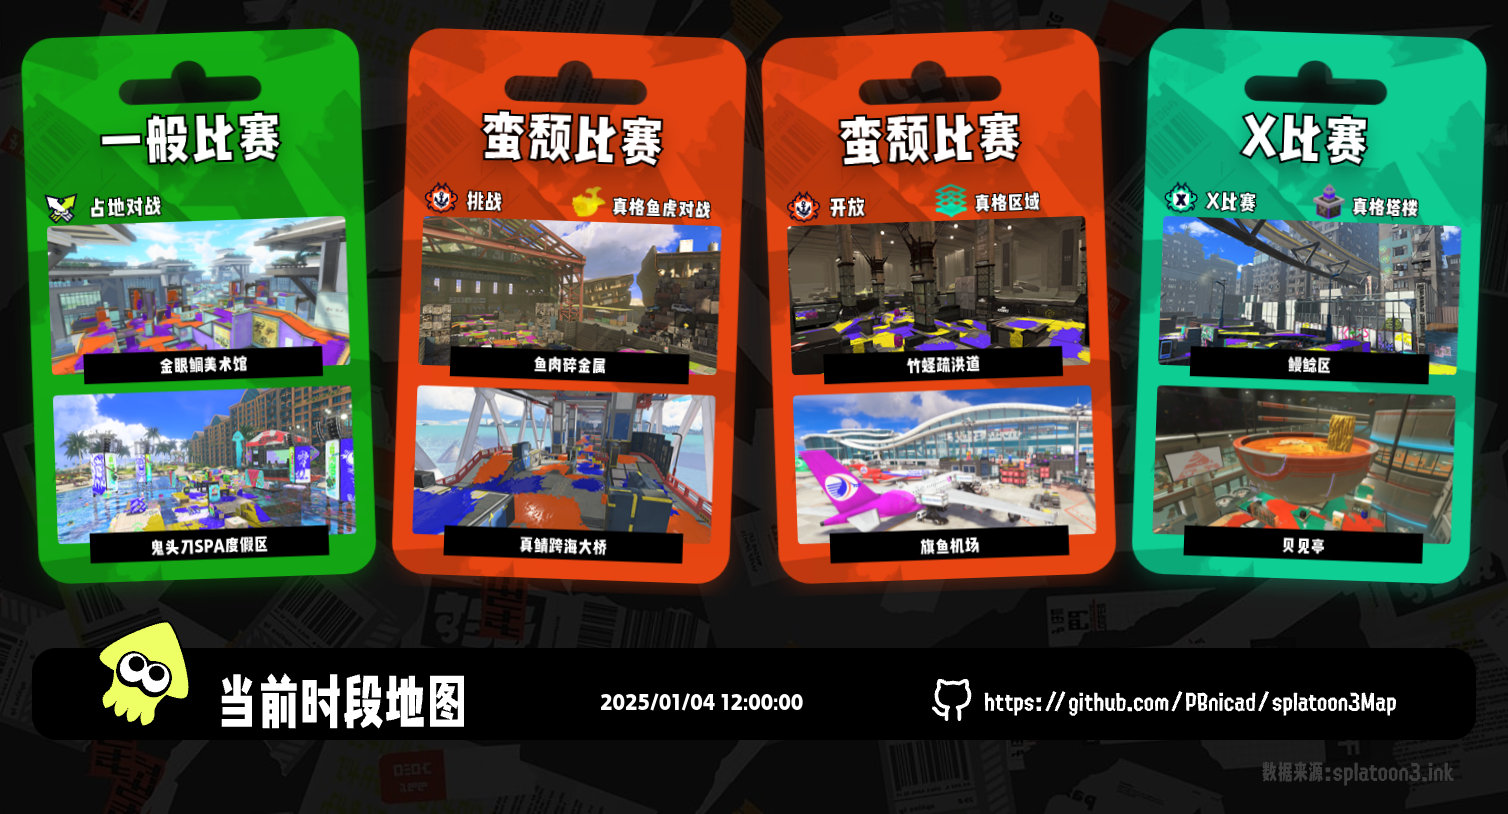 一般比赛
占地对战
金眼鲷美术馆
鬼头刀SPA度假区
蛮颓比赛
挑战
真格鱼虎对战
鱼肉碎金属
真鲭跨海大桥
蛮颓比赛
开放
真格区域
竹蛏疏洪道
旗鱼机场
X比赛
X比赛
真格塔楼
鳗鲶区
贝见亭
当前时段地图
2025/01/04 12:00:00
https://github.com/PBnicad/splatoon3Map
数据来源:splatoon3.ink